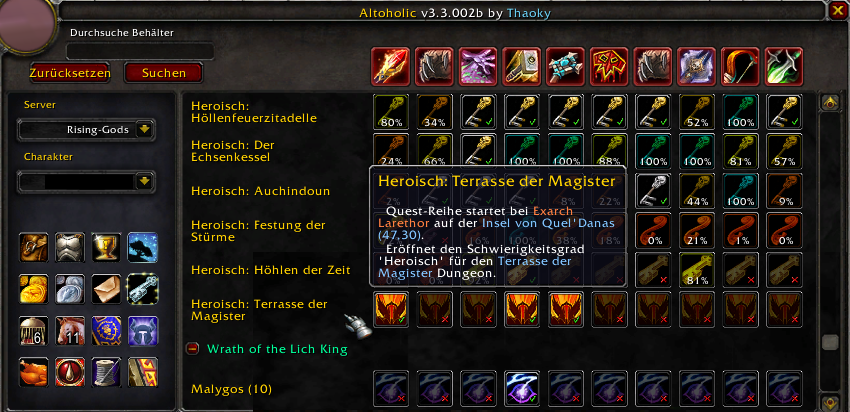 Altoholic v3.3.002b by Thaoky
Durchsuche Behälter
Zurücksetzen
Suchen
Server
Rising-Gods
Charakter
6
11
Heroisch:
Höllenfeuerzitadelle
80% 34% 52% 100%
Heroisch: Der
Echsenkessel
24% 66% 100% 100% 88% 100% 100% 81% 57%
Heroisch: Auchindoun
44% 100% 9%
Heroisch: Festung der
Stürme
0% 21% 1% 0%
Heroisch: Höhlen der Zeit
81%
Heroisch: Terrasse der
Magister
Heroisch: Terrasse der Magister
Quest-Reihe startet bei Exarch
Larethor auf der Insel von Quel'Danas
(47,30).
Eröffnet den Schwierigkeitsgrad
'Heroisch' für den Terrasse der
Magister Dungeon.
Wrath of the Lich King
Malygos (10)